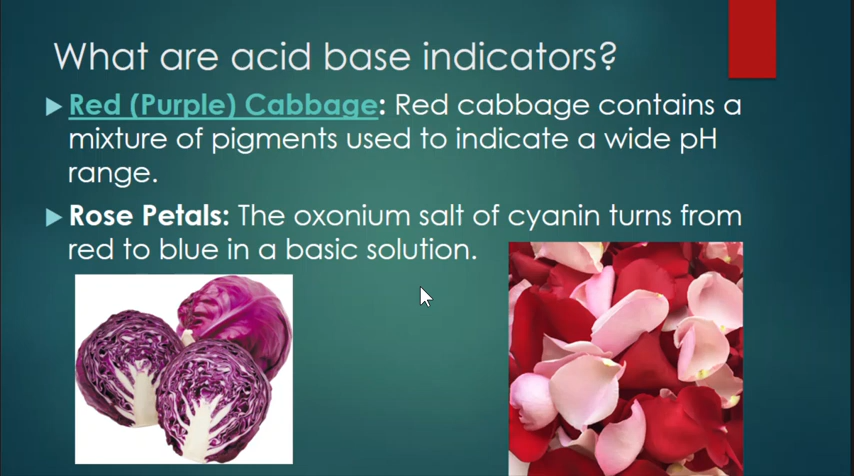 What are acid base indicators?
Red (Purple) Cabbage: Red cabbage contains a
mixture of pigments used to indicate a wide pH
range.
Rose Petals: The oxonium salt of cyanin turns from
red to blue in a basic solution.